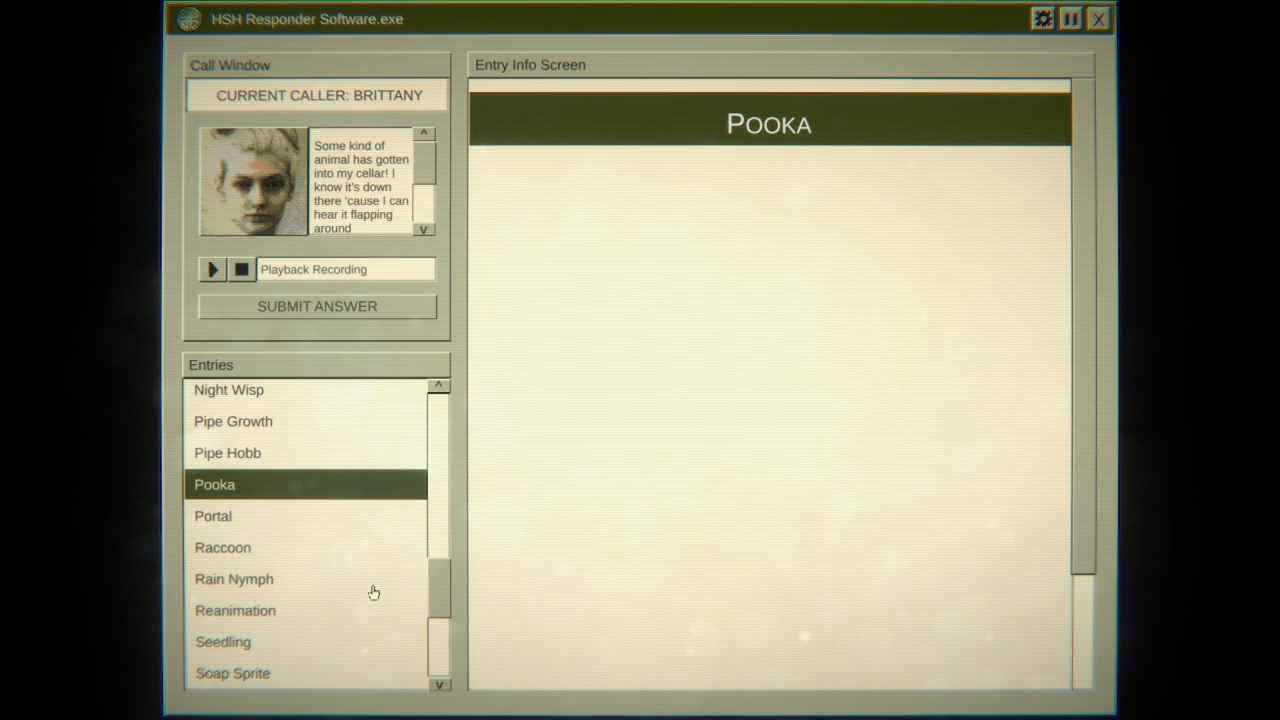 HSH Responder Software.exe
X
Call Window
Entry Info Screen
CURRENT CALLER: BRITTANY
Some kind of
animal has gotten
into my cellar! I
know it's down
there 'cause I can
hear it flapping
around
Playback Recording
SUBMIT ANSWER
Entries
Night Wisp
Pipe Growth
Pipe Hobb
Pooka
Portal
Raccoon
Rain Nymph
Reanimation
Seedling
Soap Sprite
POOKA